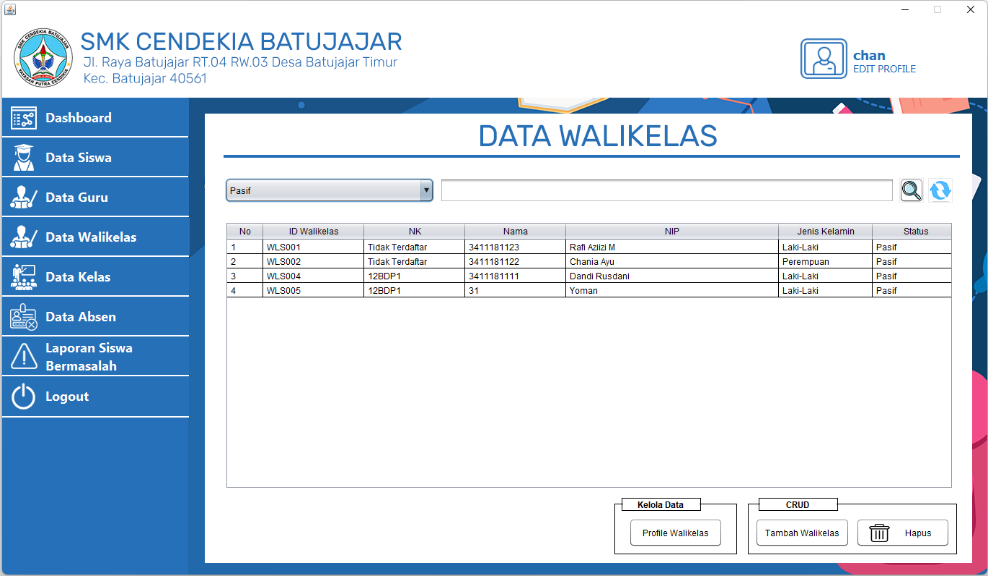 SMK CENDEKIA BATUJAJAR
Jl. Raya Batujajar RT.04 RW.03 Desa Batujajar Timur
Kec. Batujajar 40561
chan
EDIT PROFILE
Dashboard
Data Siswa
Data Guru
Data Walikelas
Data Kelas
Data Absen
Laporan Siswa
Bermasalah
Logout
DATA WALIKELAS
Pasif
No ID Walikelas NK Nama NIP Jenis Kelamin Status
1 WLS001 Tidak Terdaftar 3411181123 Rafi Aziizi M Laki-Laki Pasif
2 WLS002 Tidak Terdaftar 3411181122 Chania Ayu Perempuan Pasif
3 WLS004 12BDP1 3411181111 Dandi Rusdani Laki-Laki Pasif
4 WLS005 12BDP1 31 Yoman Laki-Laki Pasif
Kelola Data
Profile Walikelas
CRUD
Tambah Walikelas
Hapus